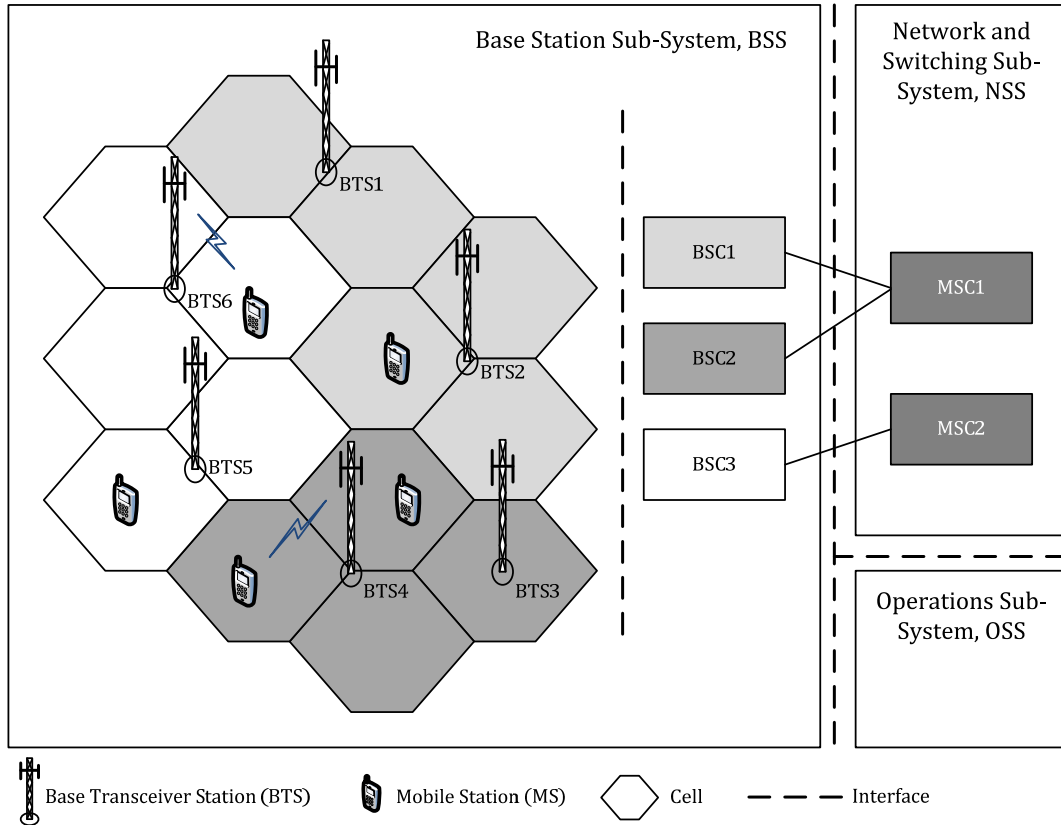 Base Station Sub-System, BSS
Network and
Switching Sub-
System, NSS
BTS1
BTS6
BTS2
BTS5
BTS4
BTS3
BSC1
BSC2
BSC3
MSC1
MSC2
Operations Sub-
System, OSS
Base Transceiver Station (BTS)
Mobile Station (MS)
Cell
Interface